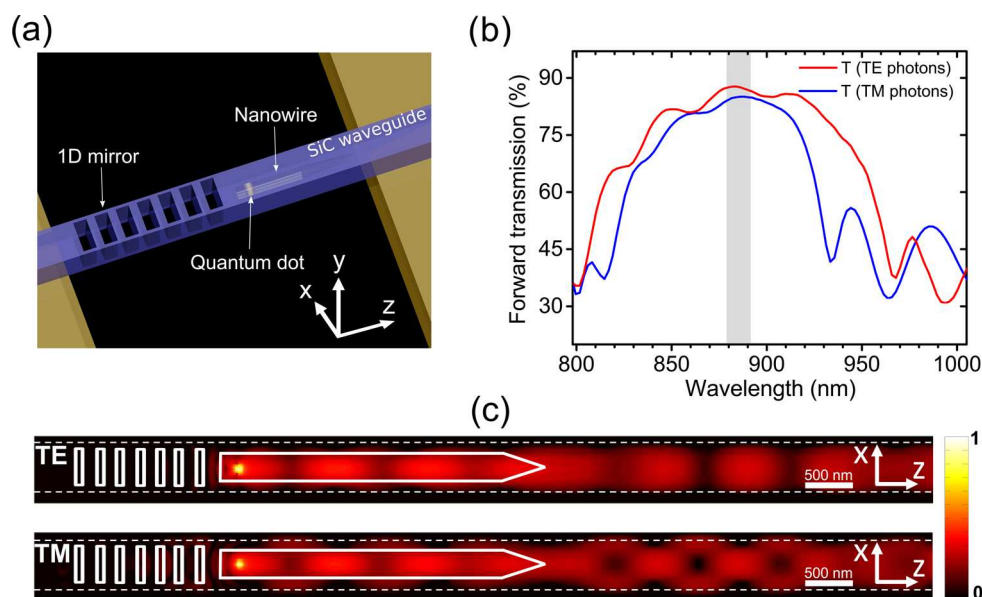 (a)
1D mirror
Nanowire
SiC waveguide
Quantum dot
y
x
z
(b)
Forward transmission (%)
90
75
60
45
30
T (TE photons)
T (TM photons)
800 850 900 950 1000
Wavelength (nm)
(c)
TE
500 nm
X
Z
1
TM
500 nm
X
Z
0